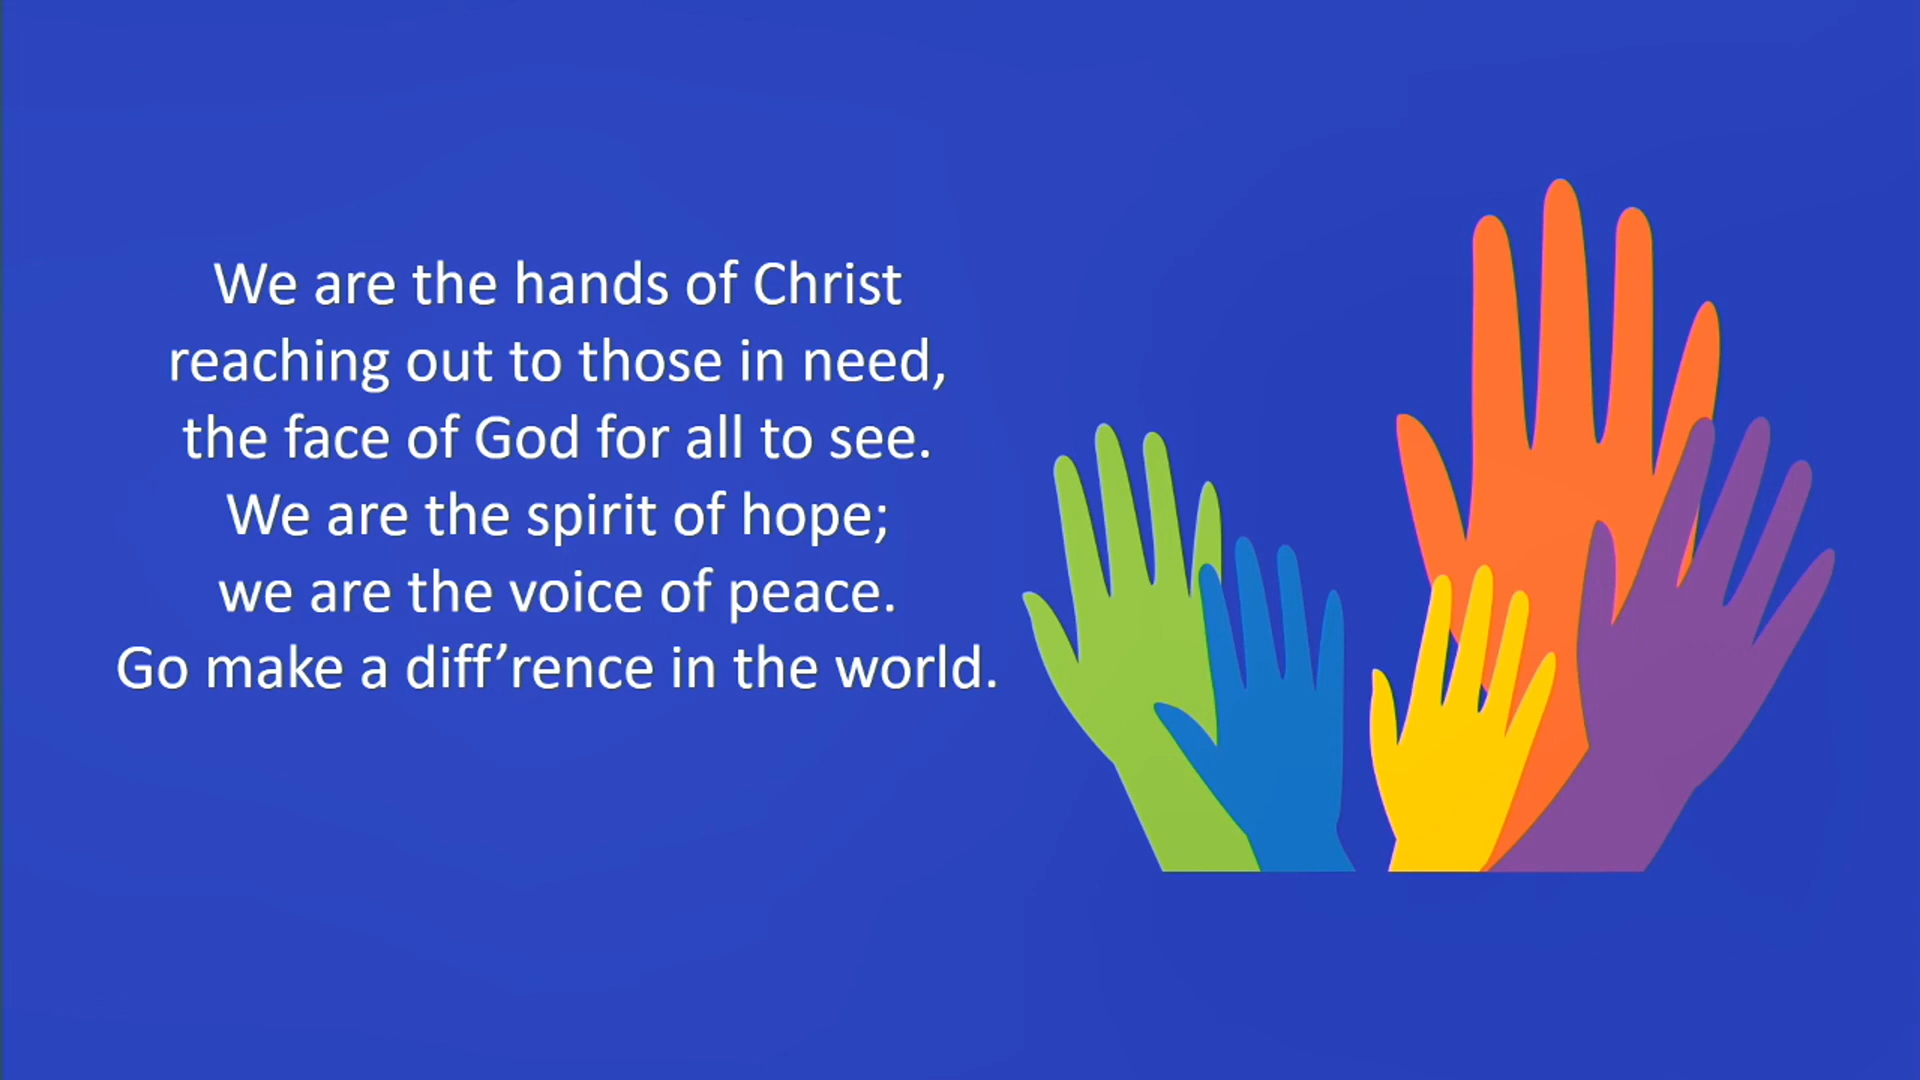 We are the hands of Christ
reaching out to those in need,
the face of God for all to see.
We are the spirit of hope;
we are the voice of peace.
Go make a diff’rence in the world.